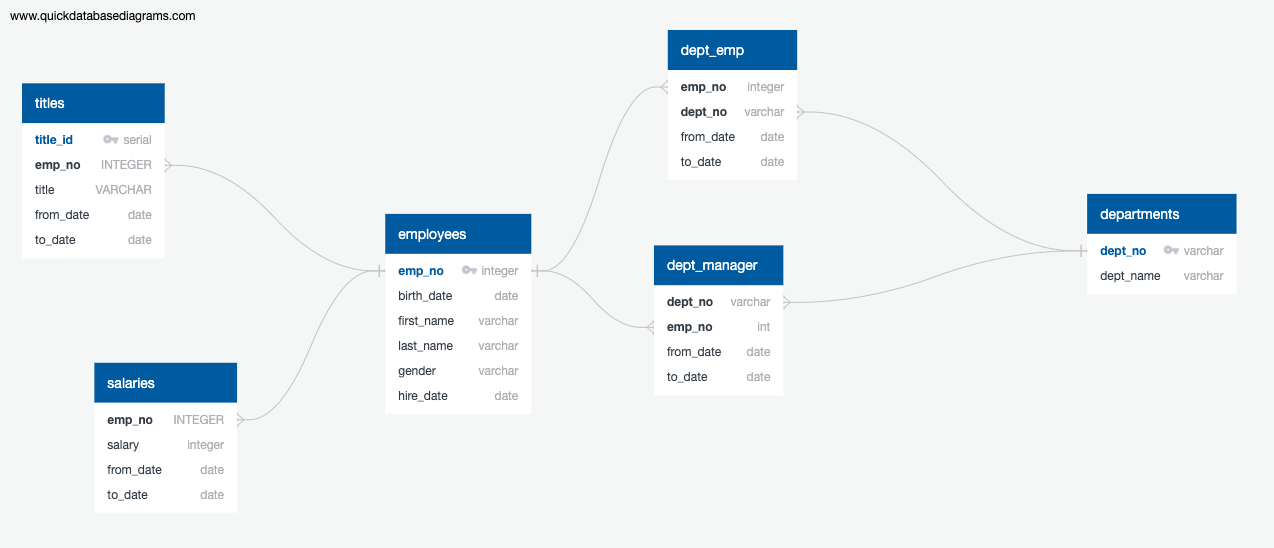 www.quickdatabasediagrams.com
titles
title_id serial
emp_no INTEGER
title VARCHAR
from_date date
to_date date
salaries
emp_no INTEGER
salary integer
from_date date
to_date date
employees
emp_no integer
birth_date date
first_name varchar
last_name varchar
gender varchar
hire_date date
dept_emp
emp_no integer
dept_no varchar
from_date date
to_date date
dept_manager
dept_no varchar
emp_no int
from_date date
to_date date
departments
dept_no varchar
dept_name varchar